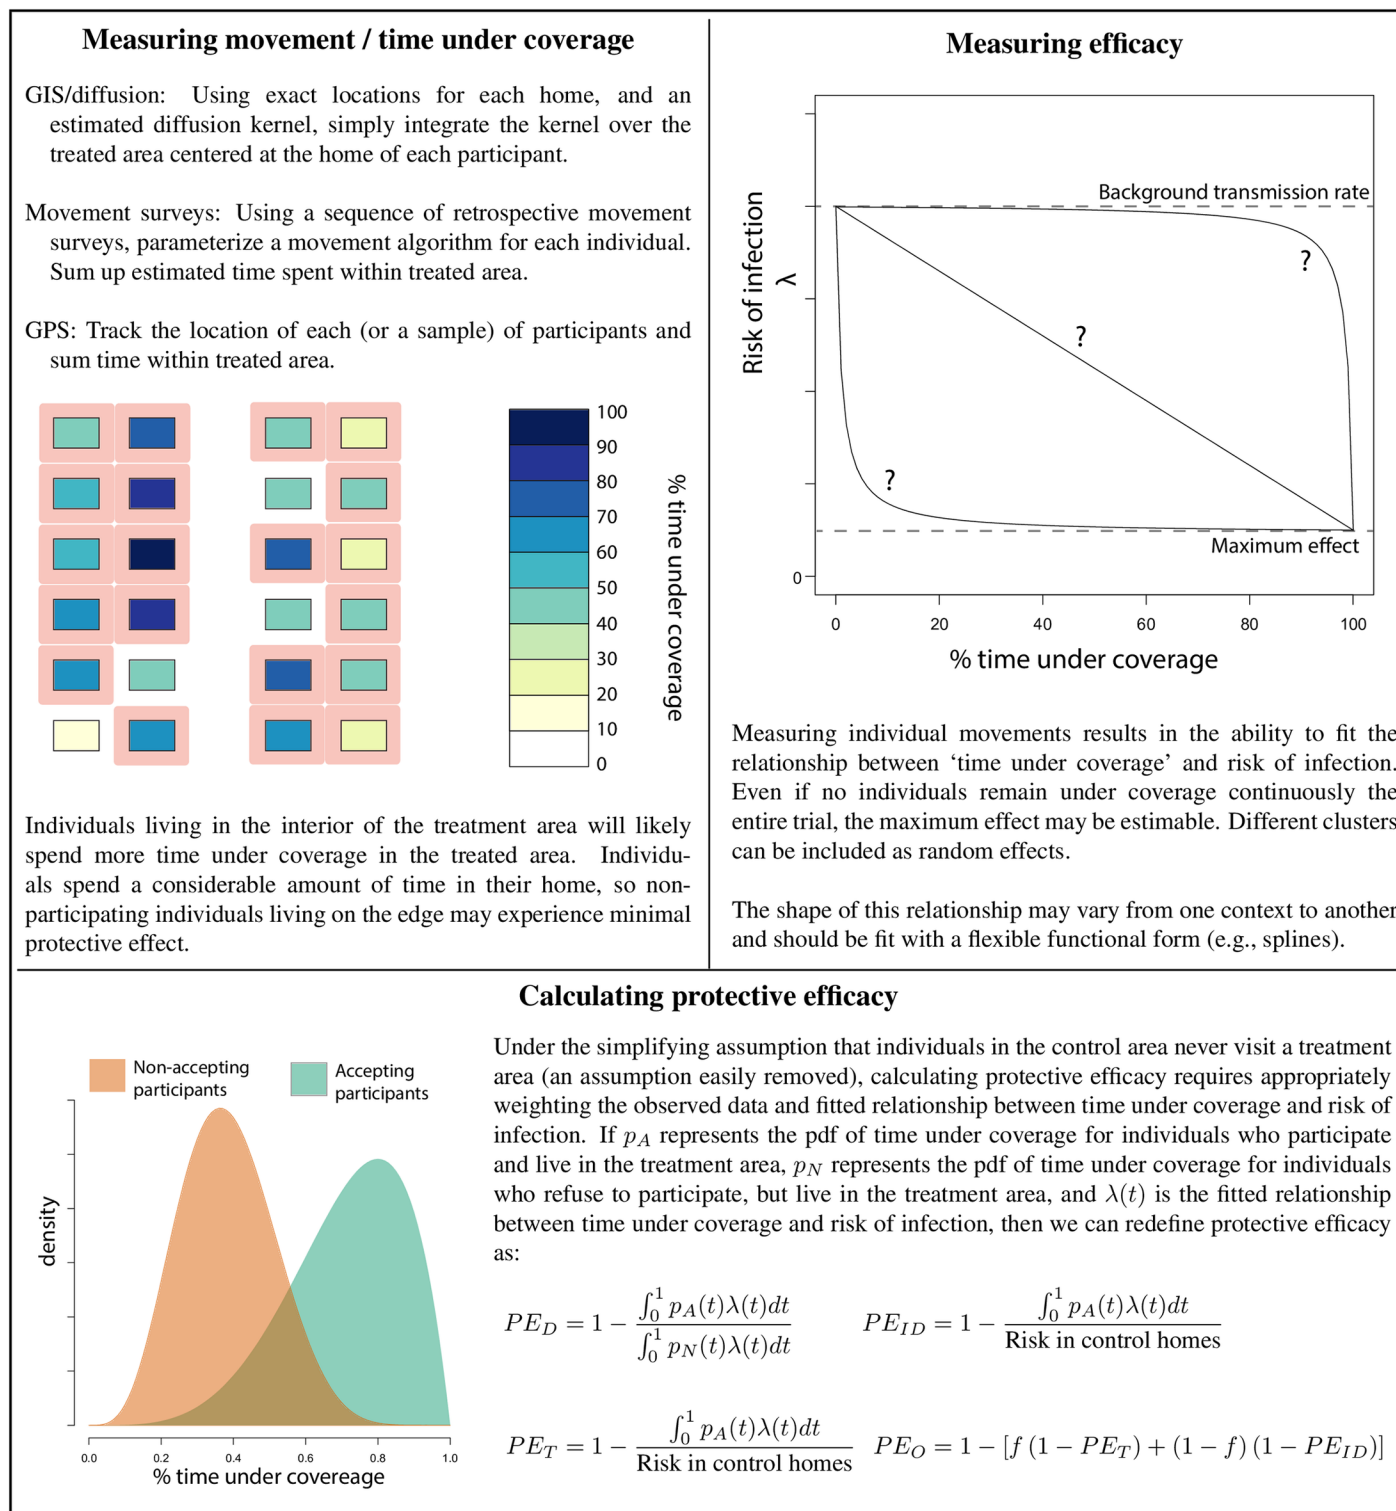 Measuring movement / time under coverage
GIS/diffusion: Using exact locations for each home, and an
estimated diffusion kernel, simply integrate the kernel over the
treated area centered at the home of each participant.
Movement surveys: Using a sequence of retrospective movement
surveys, parameterize a movement algorithm for each individual.
Sum up estimated time spent within treated area.
GPS: Track the location of each (or a sample) of participants and
sum time within treated area.
100
90
80
70
60
50
40
30
20
10
0
% time under coverage
Individuals living in the interior of the treatment area will likely
spend more time under coverage in the treated area. Individu-
als spend a considerable amount of time in their home, so non-
participating individuals living on the edge may experience minimal
protective effect.
Measuring efficacy
Background transmission rate
Risk of infection
λ
?
?
?
Maximum effect
0
0 20 40 60 80 100
% time under coverage
Measuring individual movements results in the ability to fit the
relationship between ‘time under coverage’ and risk of infection.
Even if no individuals remain under coverage continuously the
entire trial, the maximum effect may be estimable. Different clusters
can be included as random effects.
The shape of this relationship may vary from one context to another
and should be fit with a flexible functional form (e.g., splines).
Calculating protective efficacy
Non-accepting
participants
Accepting
participants
density
0.0 0.2 0.4 0.6 0.8 1.0
% time under covereage
Under the simplifying assumption that individuals in the control area never visit a treatment
area (an assumption easily removed), calculating protective efficacy requires appropriately
weighting the observed data and fitted relationship between time under coverage and risk of
infection. If p_A represents the pdf of time under coverage for individuals who participate
and live in the treatment area, p_N represents the pdf of time under coverage for individuals
who refuse to participate, but live in the treatment area, and λ(t) is the fitted relationship
between time under coverage and risk of infection, then we can redefine protective efficacy
as:
PE_D = 1 − ∫_0^1 p_A(t)λ(t)dt / ∫_0^1 p_N(t)λ(t)dt
PE_ID = 1 − ∫_0^1 p_A(t)λ(t)dt / Risk in control homes
PE_T = 1 − ∫_0^1 p_A(t)λ(t)dt / Risk in control homes
PE_O = 1 − [f (1 − PE_T) + (1 − f) (1 − PE_ID)]